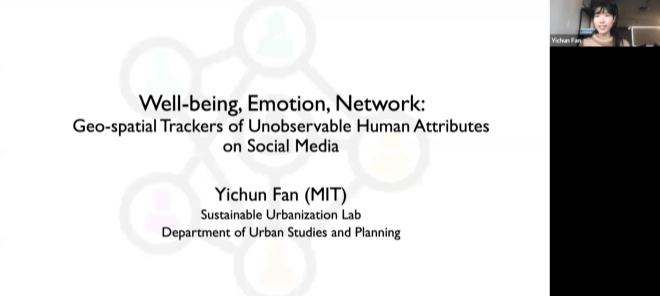 Well-being, Emotion, Network:
Geo-spatial Trackers of Unobservable Human Attributes
on Social Media
Yichun Fan (MIT)
Sustainable Urbanization Lab
Department of Urban Studies and Planning
Yichun Fan